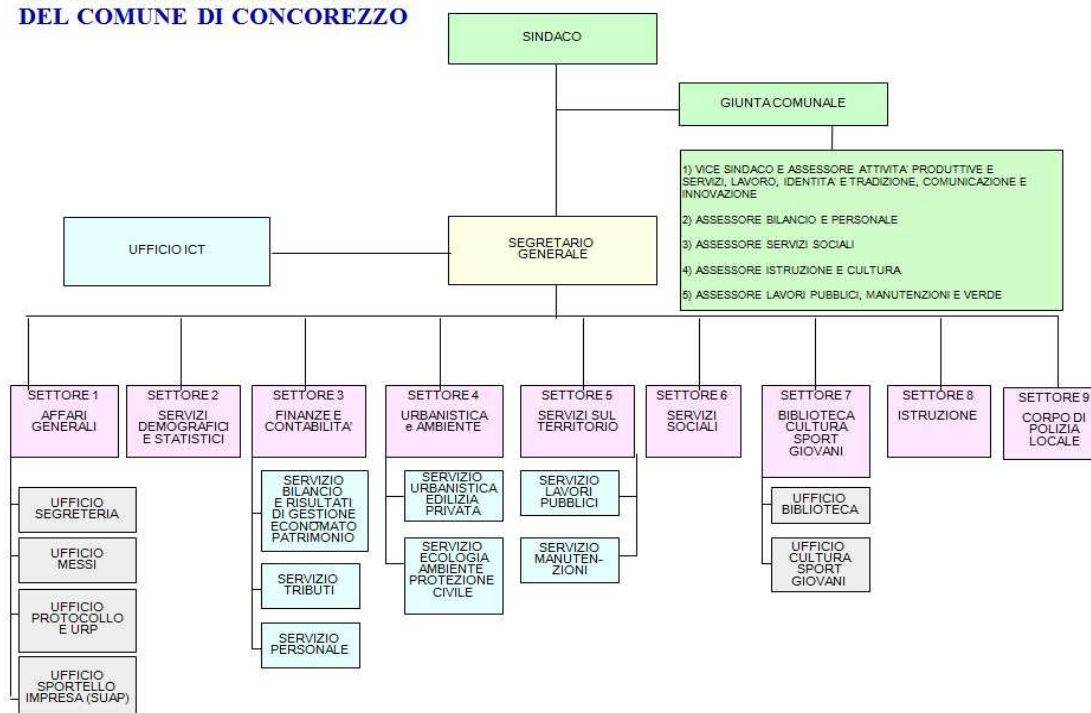 DEL COMUNE DI CONCOREZZO
SINDACO
GIUNTA COMUNALE
1) VICE SINDACO E ASSESSORE ATTIVITA' PRODUTTIVE E
SERVIZI, LAVORO, IDENTITA' E TRADIZIONE, COMUNICAZIONE E
INNOVAZIONE
2) ASSESSORE BILANCIO E PERSONALE
3) ASSESSORE SERVIZI SOCIALI
4) ASSESSORE ISTRUZIONE E CULTURA
5) ASSESSORE LAVORI PUBBLICI, MANUTENZIONI E VERDE
UFFICIO ICT
SEGRETARIO
GENERALE
SETTORE 1
AFFARI
GENERALI
SETTORE 2
SERVIZI
DEMOGRAFICI
E STATISTICI
SETTORE 3
FINANZE E
CONTABILITA'
SETTORE 4
URBANISTICA
e AMBIENTE
SETTORE 5
SERVIZI SUL
TERRITORIO
SETTORE 6
SERVIZI
SOCIALI
SETTORE 7
BIBLIOTECA
CULTURA
SPORT
GIOVANI
SETTORE 8
ISTRUZIONE
SETTORE 9
CORPO DI
POLIZIA
LOCALE
UFFICIO
SEGRETERIA
UFFICIO
MESSI
UFFICIO
PROTOCOLLO
E URP
UFFICIO
SPORTELLO
IMPRESA (SUAP)
SERVIZIO
BILANCIO
E RISULTATI
DI GESTIONE
ECONOMATO
PATRIMONIO
SERVIZIO
TRIBUTI
SERVIZIO
PERSONALE
SERVIZIO
URBANISTICA
EDILIZIA
PRIVATA
SERVIZIO
ECOLOGIA
AMBIENTE
PROTEZIONE
CIVILE
SERVIZIO
LAVORI
PUBBLICI
SERVIZIO
MANUTEN-
ZIONI
UFFICIO
BIBLIOTECA
UFFICIO
CULTURA
SPORT
GIOVANI